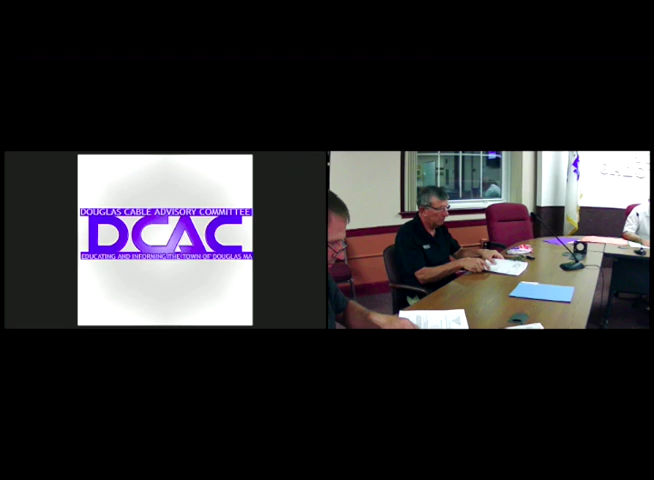 DOUGLAS CABLE ADVISORY COMMITTEE
DCAC
EDUCATING AND INFORMING THE TOWN OF DOUGLAS MA